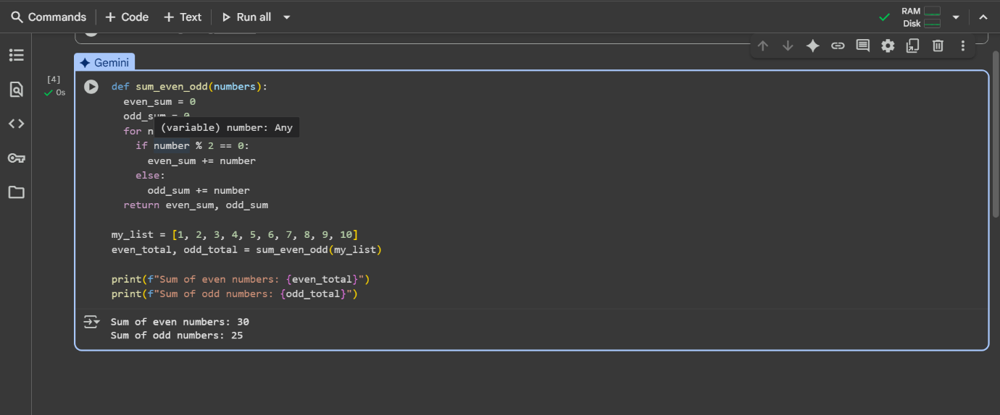 Commands + Code + Text Run all
RAM
Disk
Gemini
[4]
0s
def sum_even_odd(numbers):
even_sum = 0
odd_sum = 0
(variable) number: Any
for n
if number % 2 == 0:
even_sum += number
else:
odd_sum += number
return even_sum, odd_sum
my_list = [1, 2, 3, 4, 5, 6, 7, 8, 9, 10]
even_total, odd_total = sum_even_odd(my_list)
print(f"Sum of even numbers: {even_total}")
print(f"Sum of odd numbers: {odd_total}")
Sum of even numbers: 30
Sum of odd numbers: 25